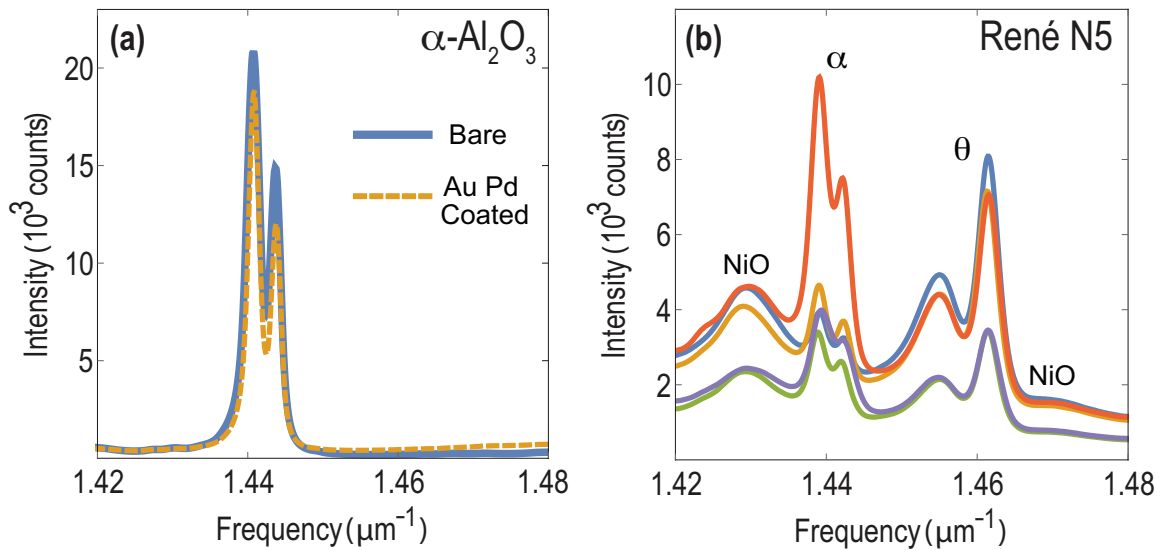 (a)
α-Al₂O₃
Intensity (10³ counts)
20
15
10
5
Bare
Au Pd
Coated
1.42
1.44
1.46
1.48
Frequency (µm⁻¹)
(b)
René N5
Intensity (10³ counts)
10
8
6
4
2
α
θ
NiO
NiO
1.42
1.44
1.46
1.48
Frequency (µm⁻¹)